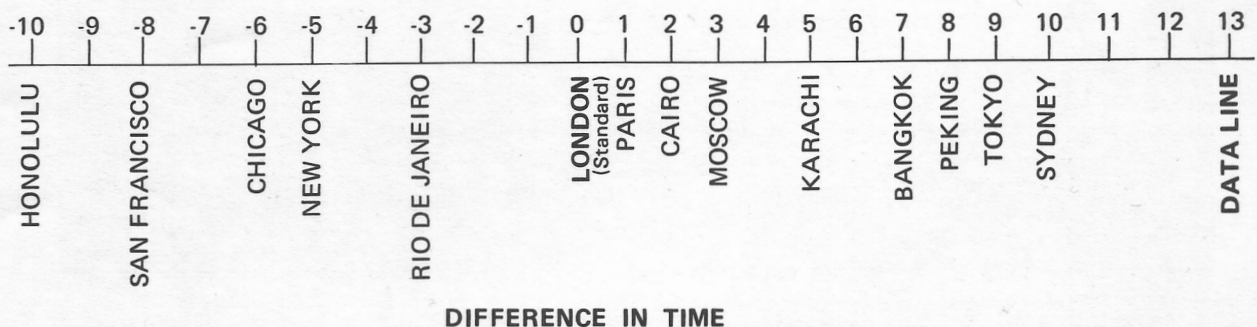 -10 -9 -8 -7 -6 -5 -4 -3 -2 -1 0 1 2 3 4 5 6 7 8 9 10 11 12 13
HONOLULU
SAN FRANCISCO
CHICAGO
NEW YORK
RIO DE JANEIRO
LONDON
(Standard)
PARIS
CAIRO
MOSCOW
KARACHI
BANGKOK
PEKING
TOKYO
SYDNEY
DATA LINE
DIFFERENCE IN TIME